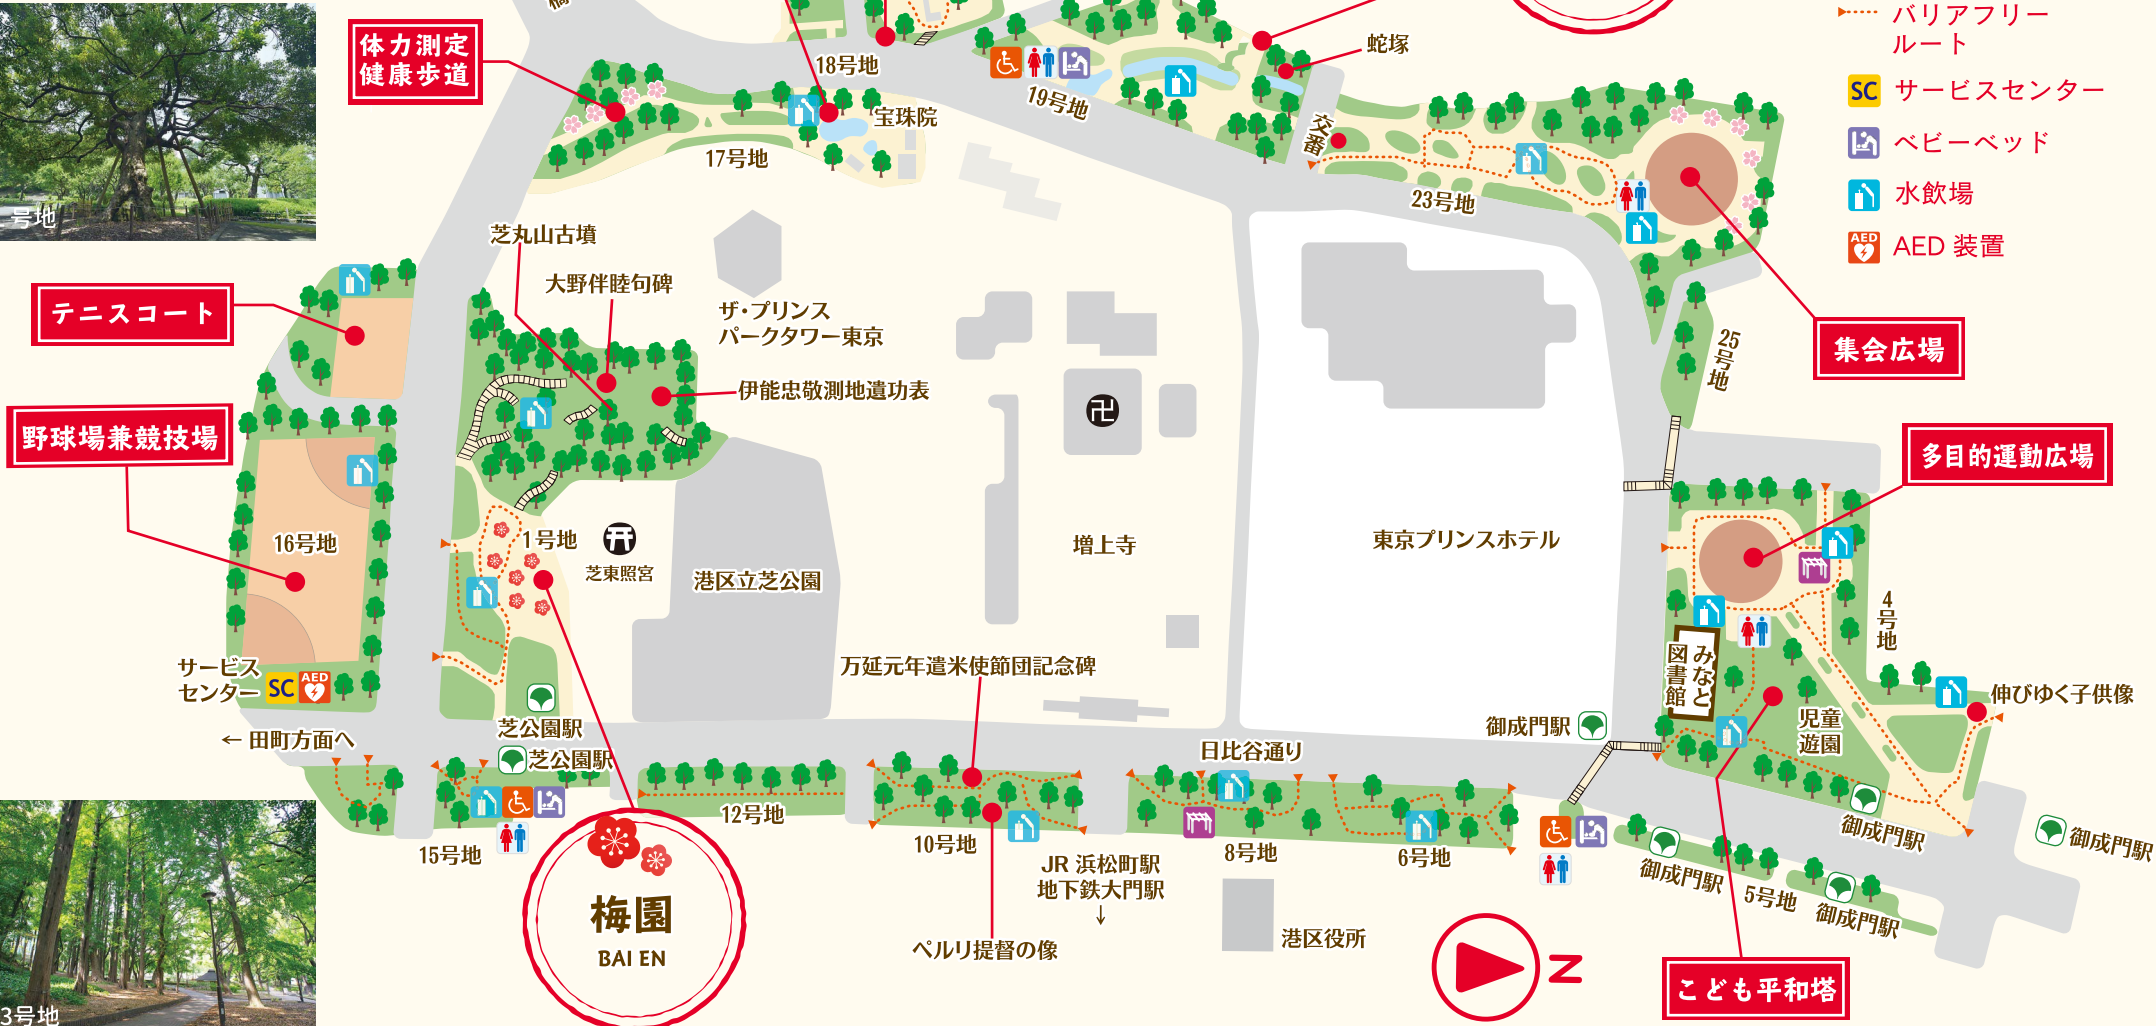 号地
体力測定
健康歩道
18号地
宝珠院
17号地
19号地
蛇塚
交番
23号地
バリアフリー
ルート
SC
サービスセンター
ベビーベッド
水飲場
AED
AED 装置
集会広場
25号地
芝丸山古墳
大野伴睦句碑
ザ・プリンス
パークタワー東京
伊能忠敬測地遺功表
テニスコート
野球場兼競技場
16号地
1号地
芝東照宮
港区立芝公園
増上寺
卍
東京プリンスホテル
多目的運動広場
4号地
みなと
図書館
児童
遊園
伸びゆく子供像
サービス
センター
SC
AED
← 田町方面へ
芝公園駅
芝公園駅
万延元年遣米使節団記念碑
日比谷通り
御成門駅
15号地
12号地
10号地
8号地
6号地
5号地
御成門駅
御成門駅
御成門駅
御成門駅
JR 浜松町駅
地下鉄大門駅
↓
ペルリ提督の像
港区役所
梅園
BAI EN
N
こども平和塔
3号地